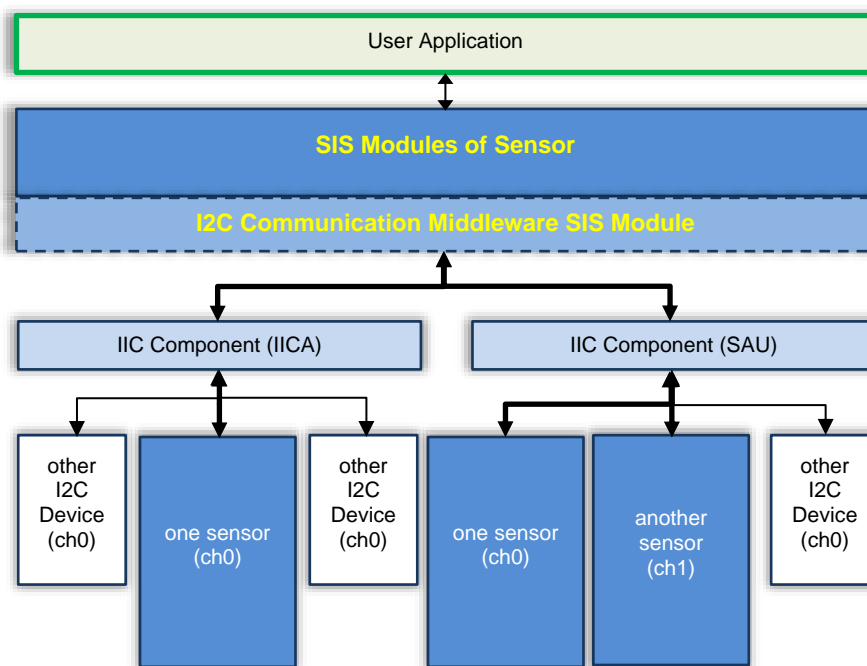 User Application
SIS Modules of Sensor
I2C Communication Middleware SIS Module
IIC Component (IICA)
IIC Component (SAU)
other
I2C
Device
(ch0)
one sensor
(ch0)
other
I2C
Device
(ch0)
one sensor
(ch0)
another
sensor
(ch1)
other
I2C
Device
(ch0)